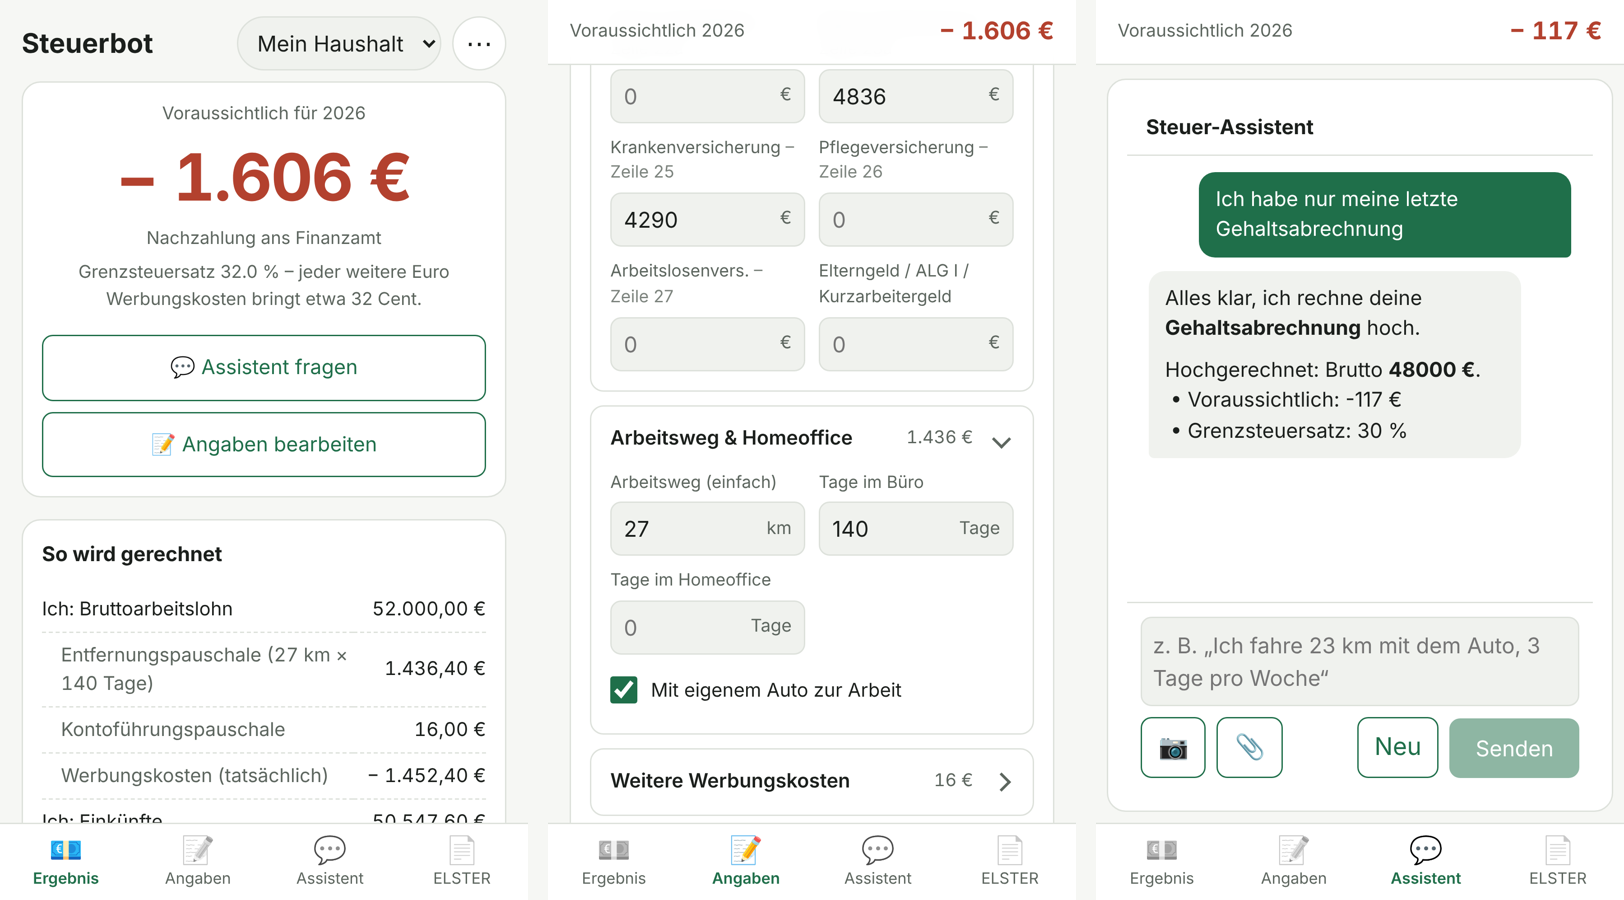 Steuerbot
Mein Haushalt
...
Voraussichtlich für 2026
– 1.606 €
Nachzahlung ans Finanzamt
Grenzsteuersatz 32.0 % – jeder weitere Euro
Werbungskosten bringt etwa 32 Cent.
Assistent fragen
Angaben bearbeiten
So wird gerechnet
Ich: Bruttoarbeitslohn 52.000,00 €
Entfernungspauschale (27 km ×
140 Tage) 1.436,40 €
Kontoführungspauschale 16,00 €
Werbungskosten (tatsächlich) – 1.452,40 €
Ich: Einkünfte 50.547,60 €
Ergebnis Angaben Assistent ELSTER
Voraussichtlich 2026 – 1.606 €
0 € 4836 €
Krankenversicherung – Pflegeversicherung –
Zeile 25 Zeile 26
4290 € 0 €
Arbeitslosenvers. – Elterngeld / ALG I /
Zeile 27 Kurzarbeitergeld
0 € 0 €
Arbeitsweg & Homeoffice 1.436 €
Arbeitsweg (einfach) Tage im Büro
27 km 140 Tage
Tage im Homeoffice
0 Tage
Mit eigenem Auto zur Arbeit
Weitere Werbungskosten 16 €
Ergebnis Angaben Assistent ELSTER
Voraussichtlich 2026 – 117 €
Steuer-Assistent
Ich habe nur meine letzte
Gehaltsabrechnung
Alles klar, ich rechne deine
Gehaltsabrechnung hoch.
Hochgerechnet: Brutto 48000 €.
• Voraussichtlich: -117 €
• Grenzsteuersatz: 30 %
z. B. „Ich fahre 23 km mit dem Auto, 3
Tage pro Woche“
Neu Senden
Ergebnis Angaben Assistent ELSTER